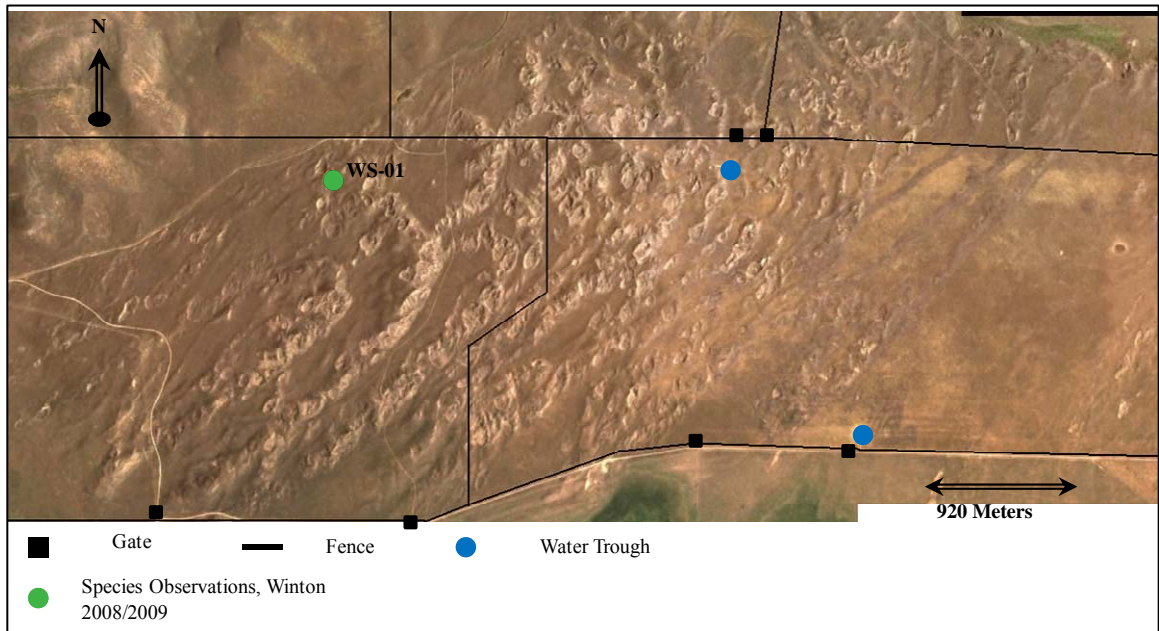 N
WS-01
920 Meters
Gate
Fence
Water Trough
Species Observations, Winton
2008/2009